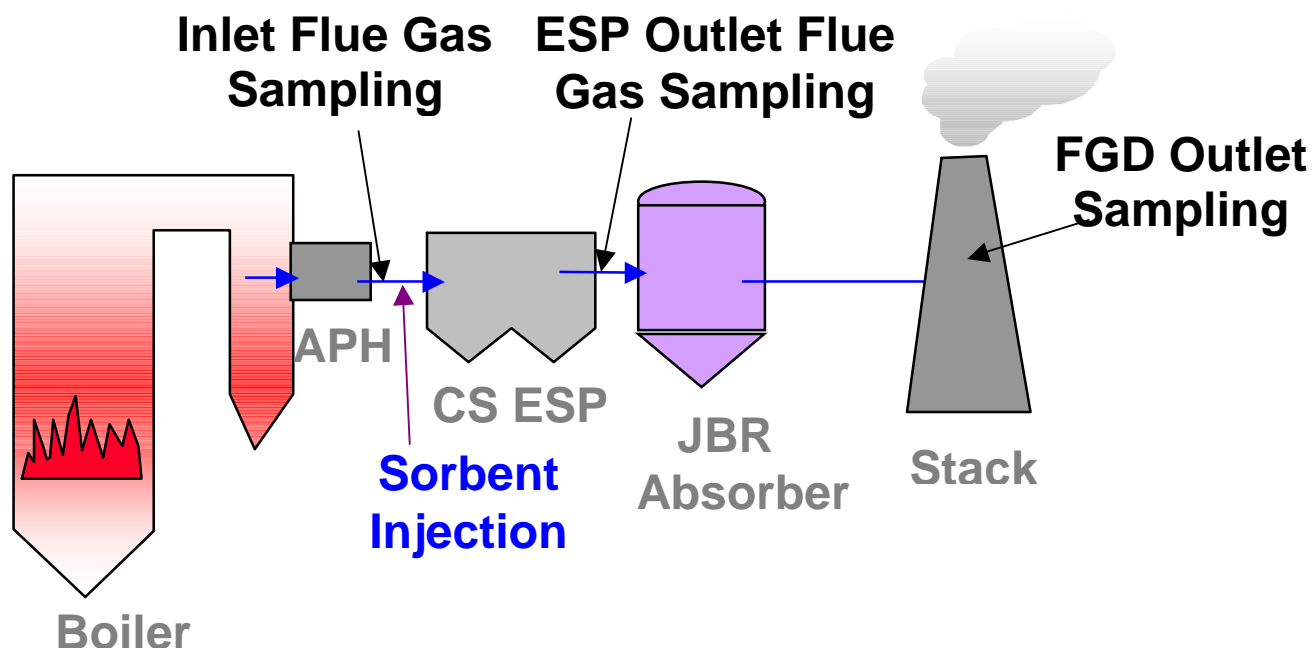 Inlet Flue Gas
Sampling
ESP Outlet Flue
Gas Sampling
FGD Outlet
Sampling
APH
CS ESP
JBR
Absorber
Stack
Sorbent
Injection
Boiler